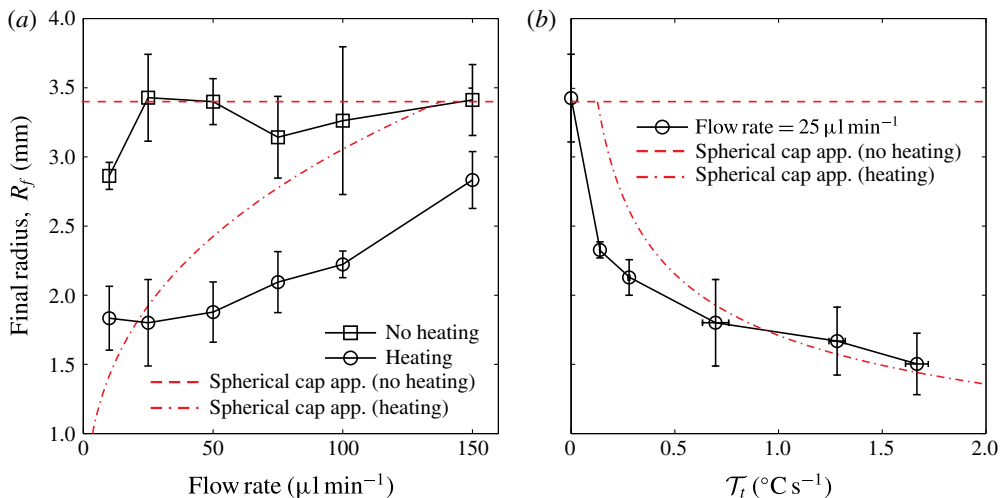 (a)
4.0
3.5
3.0
2.5
2.0
1.5
1.0
Final radius, R_f (mm)
0
50
100
150
Flow rate (μl min⁻¹)
No heating
Heating
Spherical cap app. (no heating)
Spherical cap app. (heating)
(b)
Flow rate = 25 μl min⁻¹
Spherical cap app. (no heating)
Spherical cap app. (heating)
0
0.5
1.0
1.5
2.0
𝒯_t (°C s⁻¹)